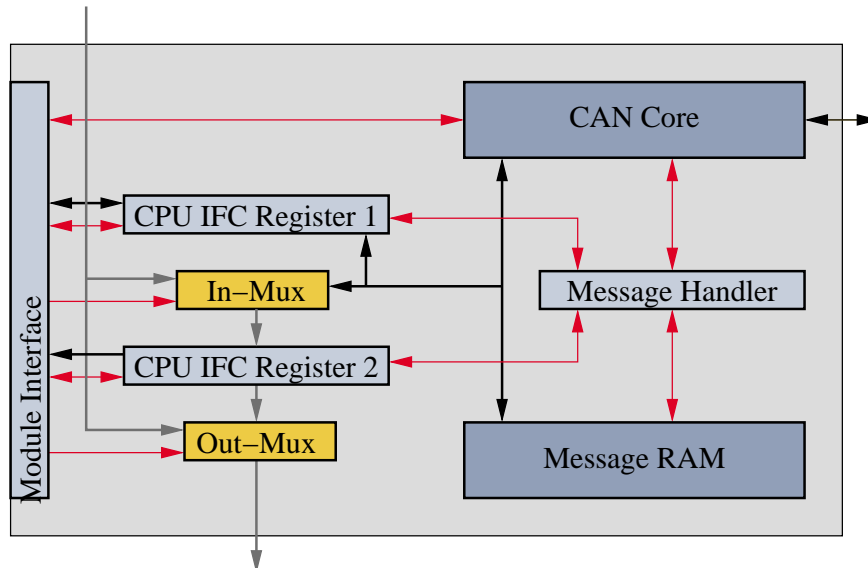 CAN Core
CPU IFC Register 1
In−Mux
Message Handler
CPU IFC Register 2
Out−Mux
Message RAM
Module Interface